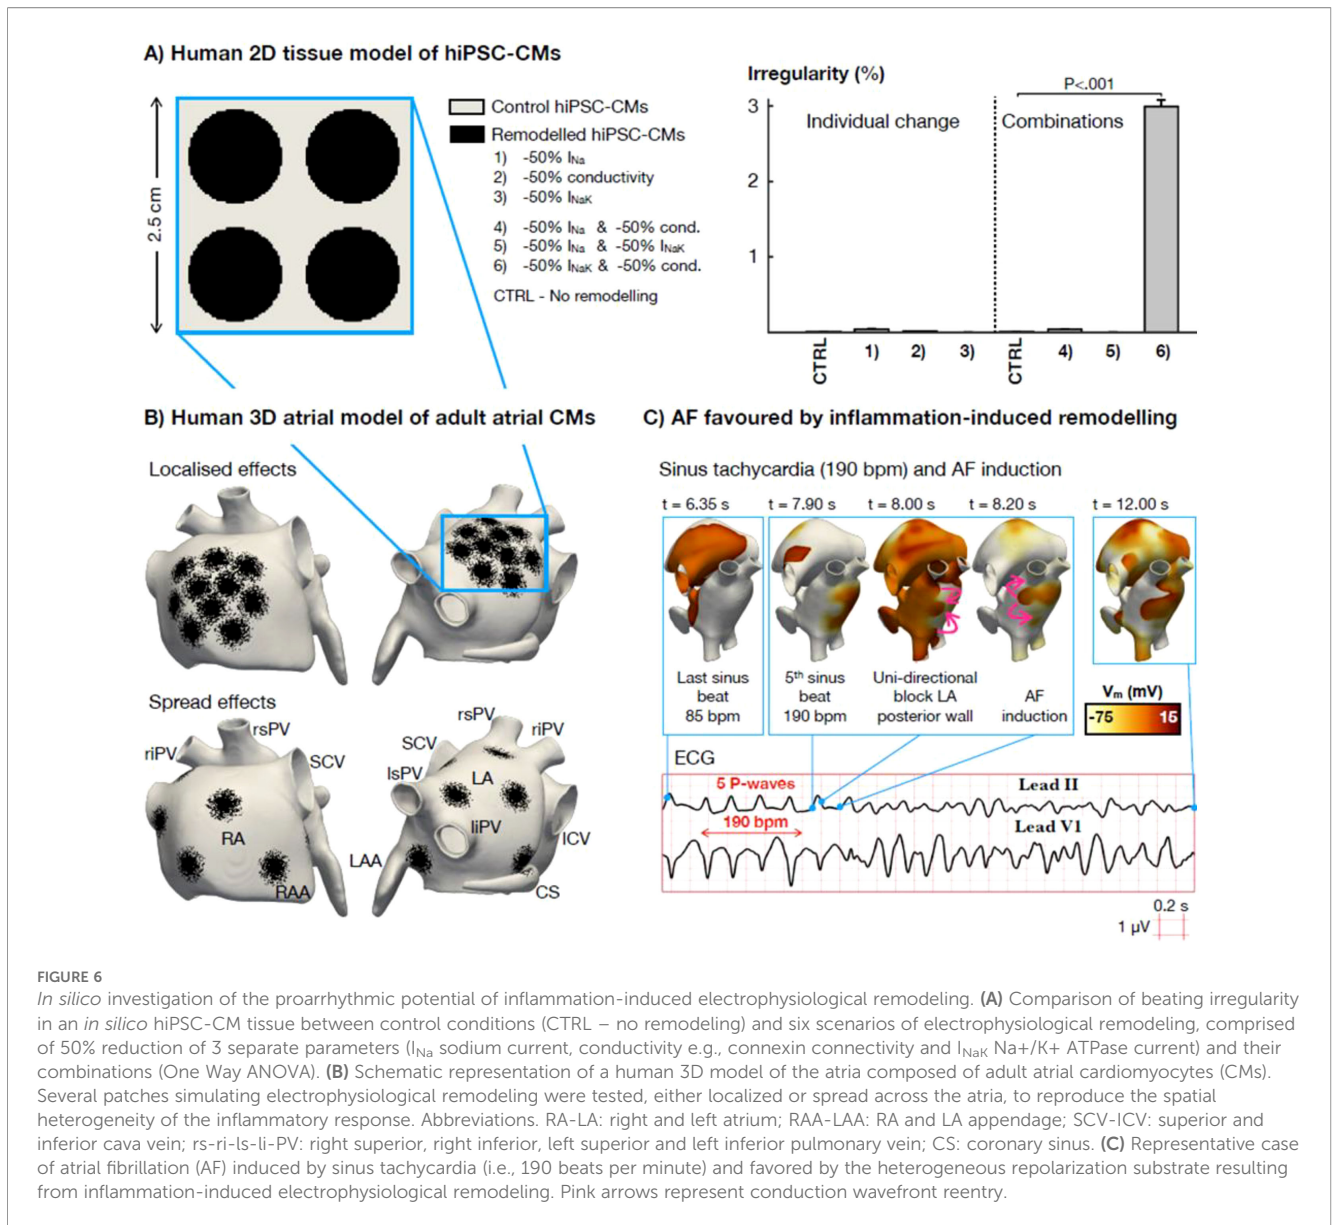 A) Human 2D tissue model of hiPSC-CMs
2.5 cm
Control hiPSC-CMs
Remodelled hiPSC-CMs
1) -50% INa
2) -50% conductivity
3) -50% INaK
4) -50% INa & -50% cond.
5) -50% INa & -50% INaK
6) -50% INaK & -50% cond.
CTRL - No remodelling
Irregularity (%)
P<.001
3
2
1
Individual change
Combinations
CTRL 1) 2) 3) CTRL 4) 5) 6)
B) Human 3D atrial model of adult atrial CMs
Localised effects
Spread effects
rsPV
riPV
SCV
RA
RAA
rsPV
riPV
SCV
lsPV
LA
liPV
ICV
LAA
CS
C) AF favoured by inflammation-induced remodelling
Sinus tachycardia (190 bpm) and AF induction
t = 6.35 s t = 7.90 s t = 8.00 s t = 8.20 s t = 12.00 s
Last sinus
beat
85 bpm
5th sinus
beat
190 bpm
Uni-directional
block LA
posterior wall
AF
induction
Vm (mV)
-75 15
ECG
5 P-waves
Lead II
190 bpm
Lead V1
0.2 s
1 µV
FIGURE 6
In silico investigation of the proarrhythmic potential of inflammation-induced electrophysiological remodeling. (A) Comparison of beating irregularity
in an in silico hiPSC-CM tissue between control conditions (CTRL – no remodeling) and six scenarios of electrophysiological remodeling, comprised
of 50% reduction of 3 separate parameters (INa sodium current, conductivity e.g., connexin connectivity and INaK Na+/K+ ATPase current) and their
combinations (One Way ANOVA). (B) Schematic representation of a human 3D model of the atria composed of adult atrial cardiomyocytes (CMs).
Several patches simulating electrophysiological remodeling were tested, either localized or spread across the atria, to reproduce the spatial
heterogeneity of the inflammatory response. Abbreviations. RA-LA: right and left atrium; RAA-LAA: RA and LA appendage; SCV-ICV: superior and
inferior cava vein; rs-ri-ls-li-PV: right superior, right inferior, left superior and left inferior pulmonary vein; CS: coronary sinus. (C) Representative case
of atrial fibrillation (AF) induced by sinus tachycardia (i.e., 190 beats per minute) and favored by the heterogeneous repolarization substrate resulting
from inflammation-induced electrophysiological remodeling. Pink arrows represent conduction wavefront reentry.